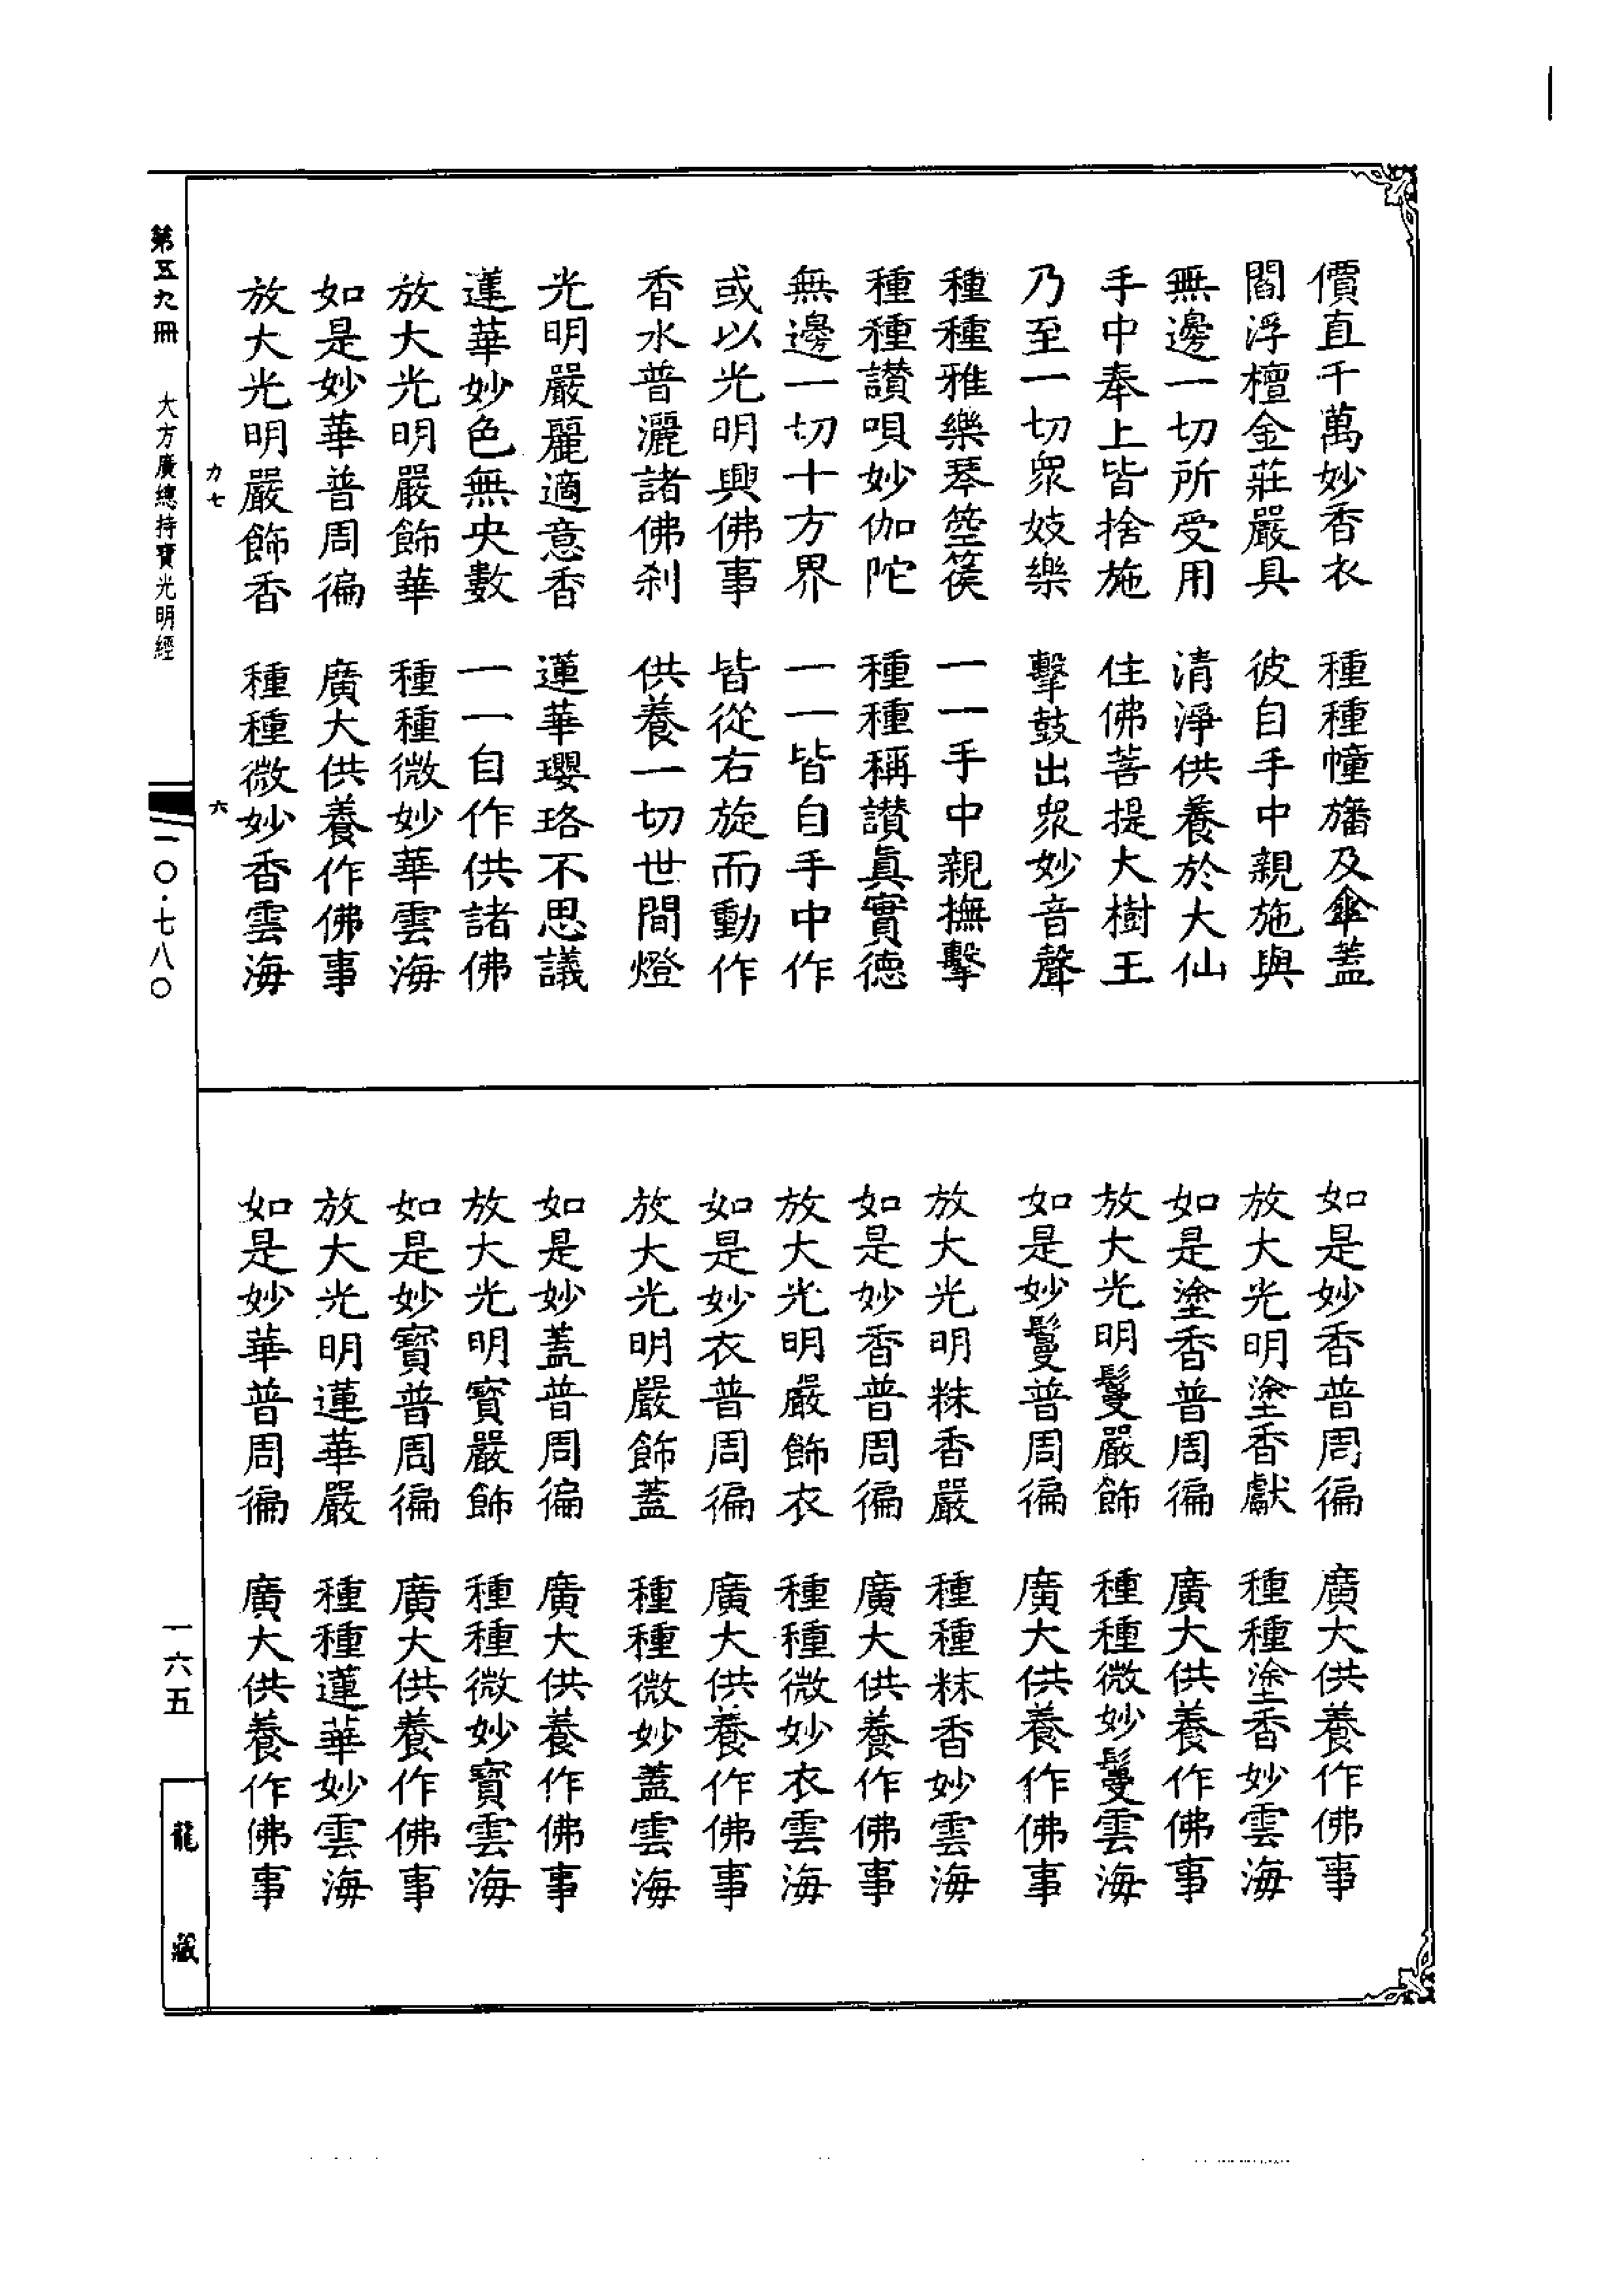 價直千萬妙香衣　種種幢旛及傘蓋
閻浮檀金莊嚴具　彼自手中親施與
無邊一切所受用　清淨供養於大仙
手中奉上皆捨施　住佛菩提大樹王
乃至一切衆妓樂　擊鼓出衆妙音聲
種種雅樂琴箜篌　一一手中親撫擊
種種讚唄妙伽陀　種種稱讚眞實德
無邊一切十方界　一一皆自手中作
或以光明興佛事　皆從右旋而動作
香水普灑諸佛刹　供養一切世間燈
光明嚴麗適意香　蓮華瓔珞不思議
蓮華妙色無央數　一一自作供諸佛
放大光明嚴飾華　種種微妙華雲海
如是妙華普周徧　廣大供養作佛事
放大光明嚴飾香　種種微妙香雲海
如是妙香普周徧　廣大供養作佛事
放大光明塗香獻　種種塗香妙雲海
如是塗香普周徧　廣大供養作佛事
放大光明鬘嚴飾　種種微妙鬘雲海
如是妙鬘普周徧　廣大供養作佛事
放大光明粖香嚴　種種粖香妙雲海
如是妙香普周徧　廣大供養作佛事
放大光明嚴飾衣　種種微妙衣雲海
如是妙衣普周徧　廣大供養作佛事
放大光明嚴飾蓋　種種微妙蓋雲海
如是妙蓋普周徧　廣大供養作佛事
放大光明寳嚴飾　種種微妙寳雲海
如是妙寳普周徧　廣大供養作佛事
放大光明蓮華嚴　種種蓮華妙雲海
如是妙華普周徧　廣大供養作佛事
力七　六
第五九冊　大方廣總持寶光明經　一〇·七八〇　一六五　龍藏